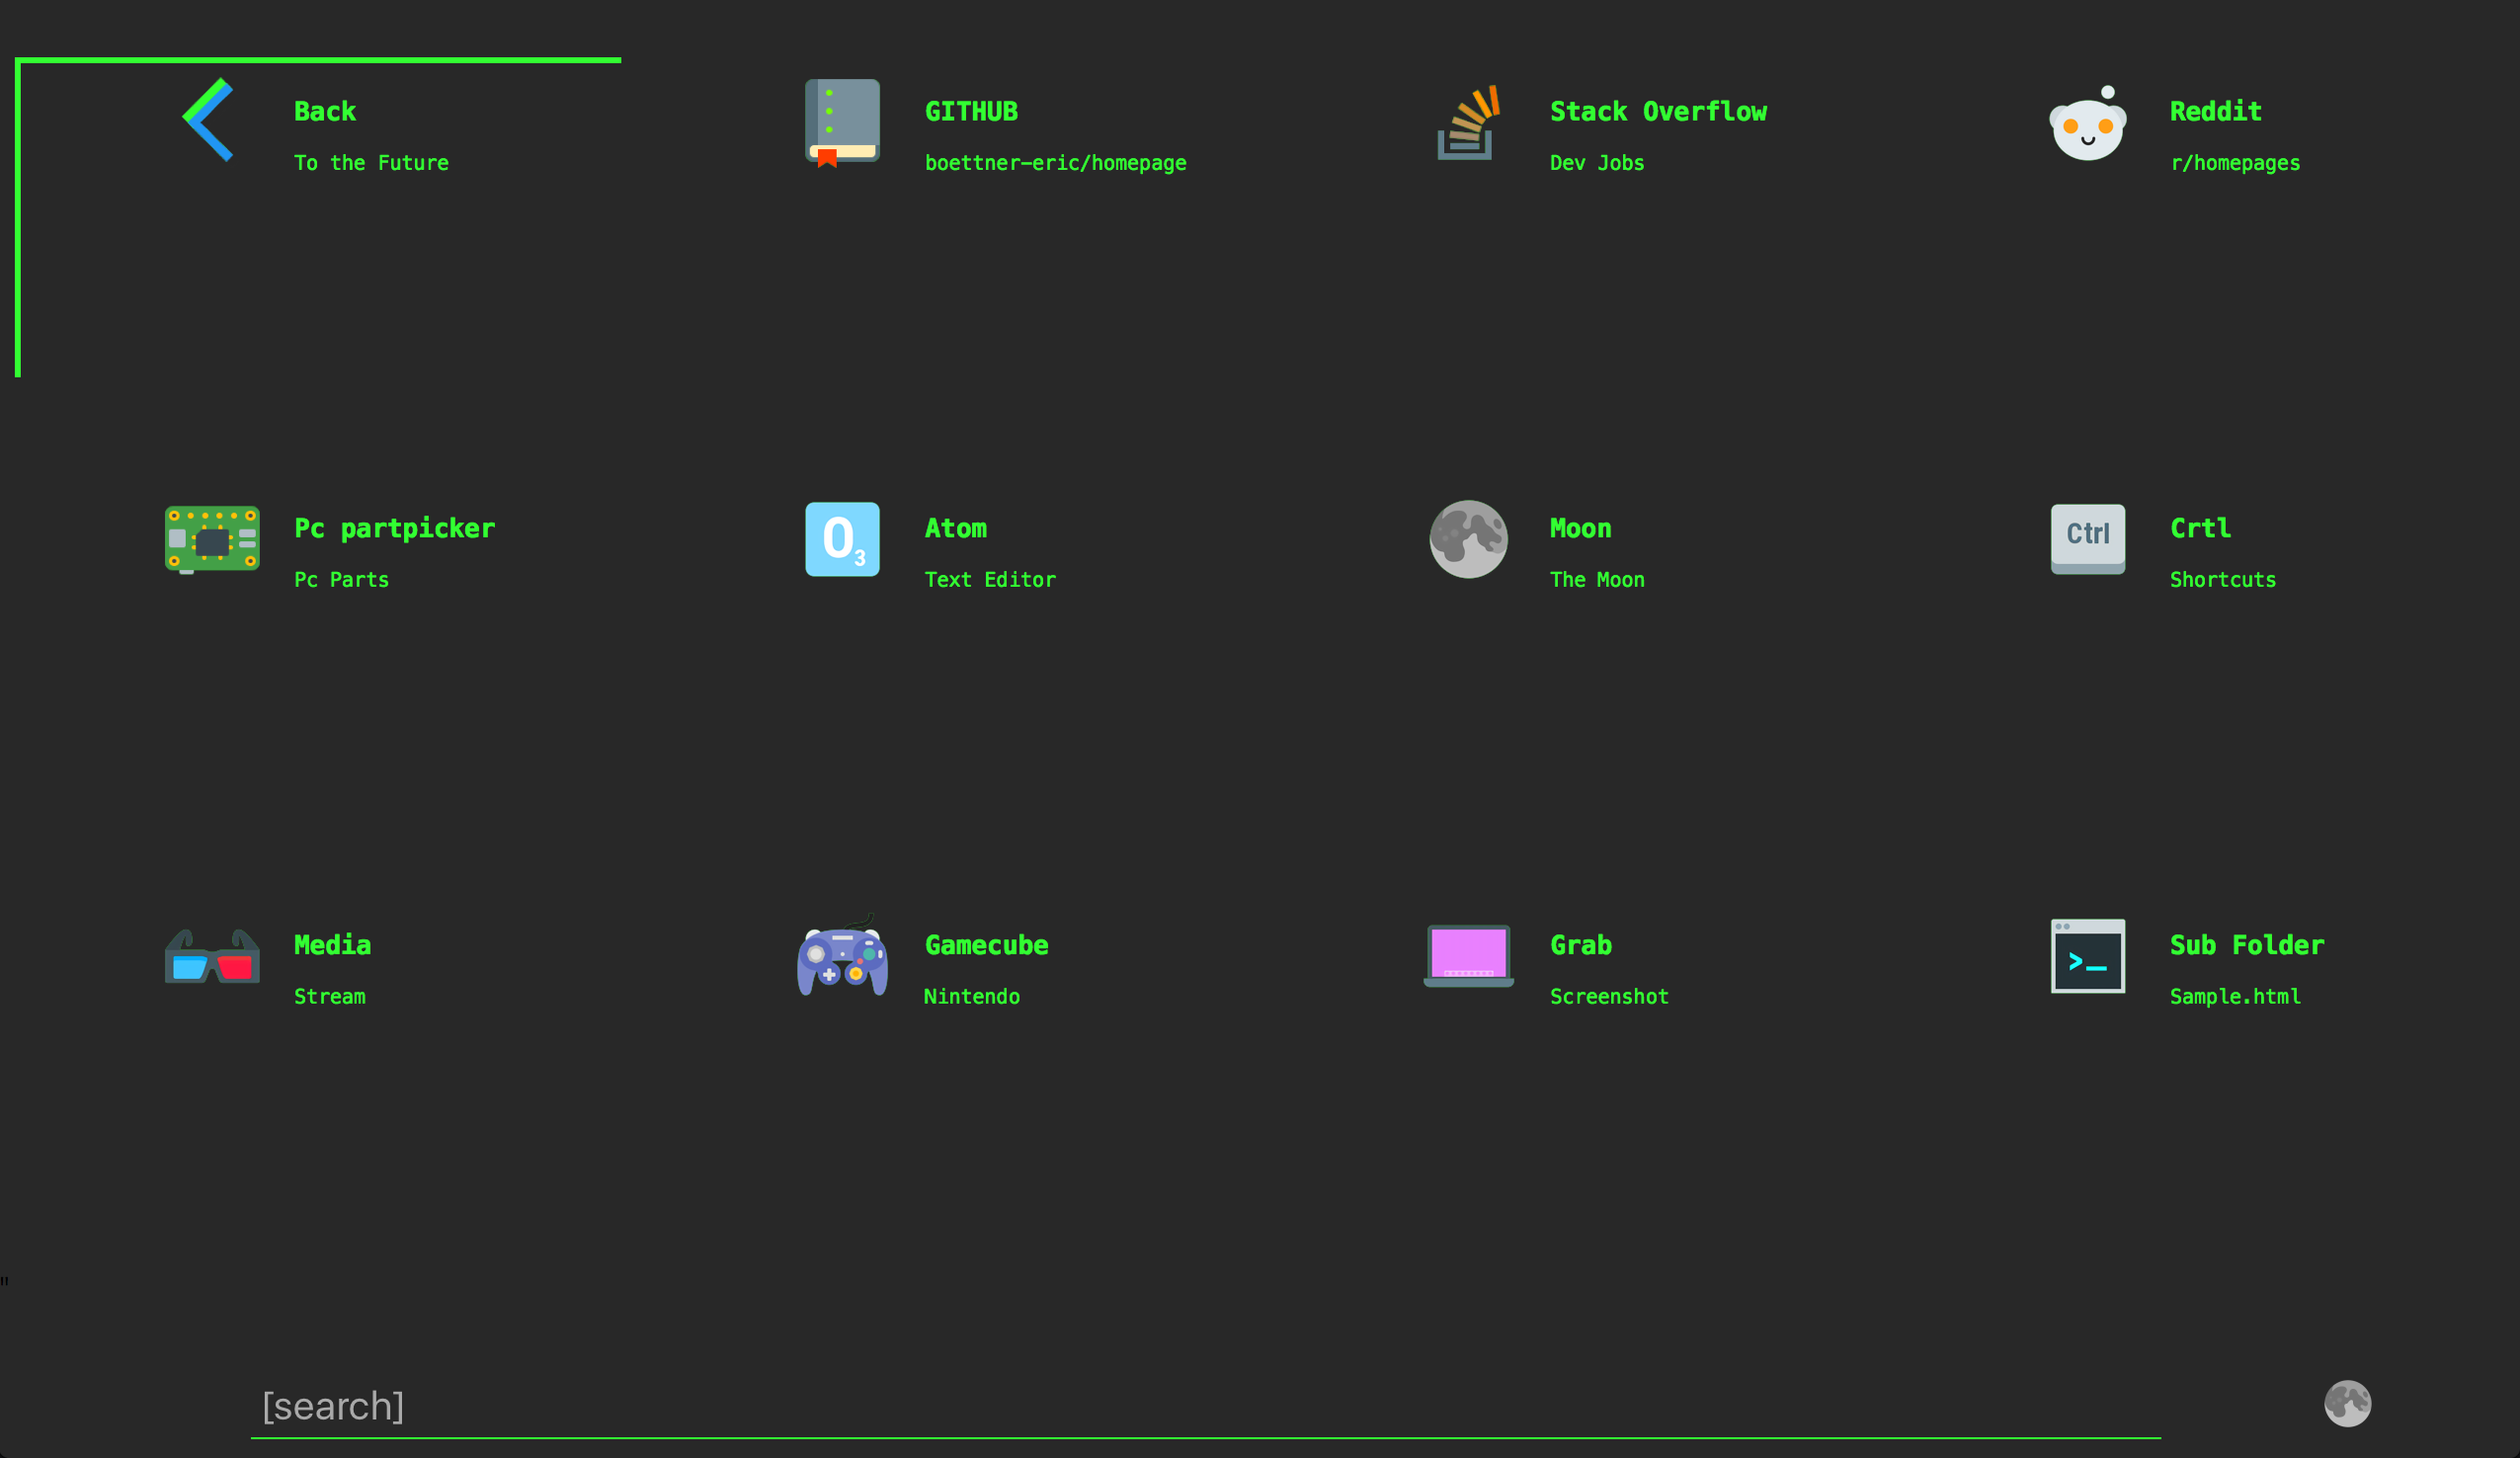 Back
To the Future
GITHUB
boettner-eric/homepage
Stack Overflow
Dev Jobs
Reddit
r/homepages
Pc partpicker
Pc Parts
O3
Atom
Text Editor
Moon
The Moon
Ctrl
Crtl
Shortcuts
Media
Stream
Gamecube
Nintendo
Grab
Screenshot
>_
Sub Folder
Sample.html
"
[search]